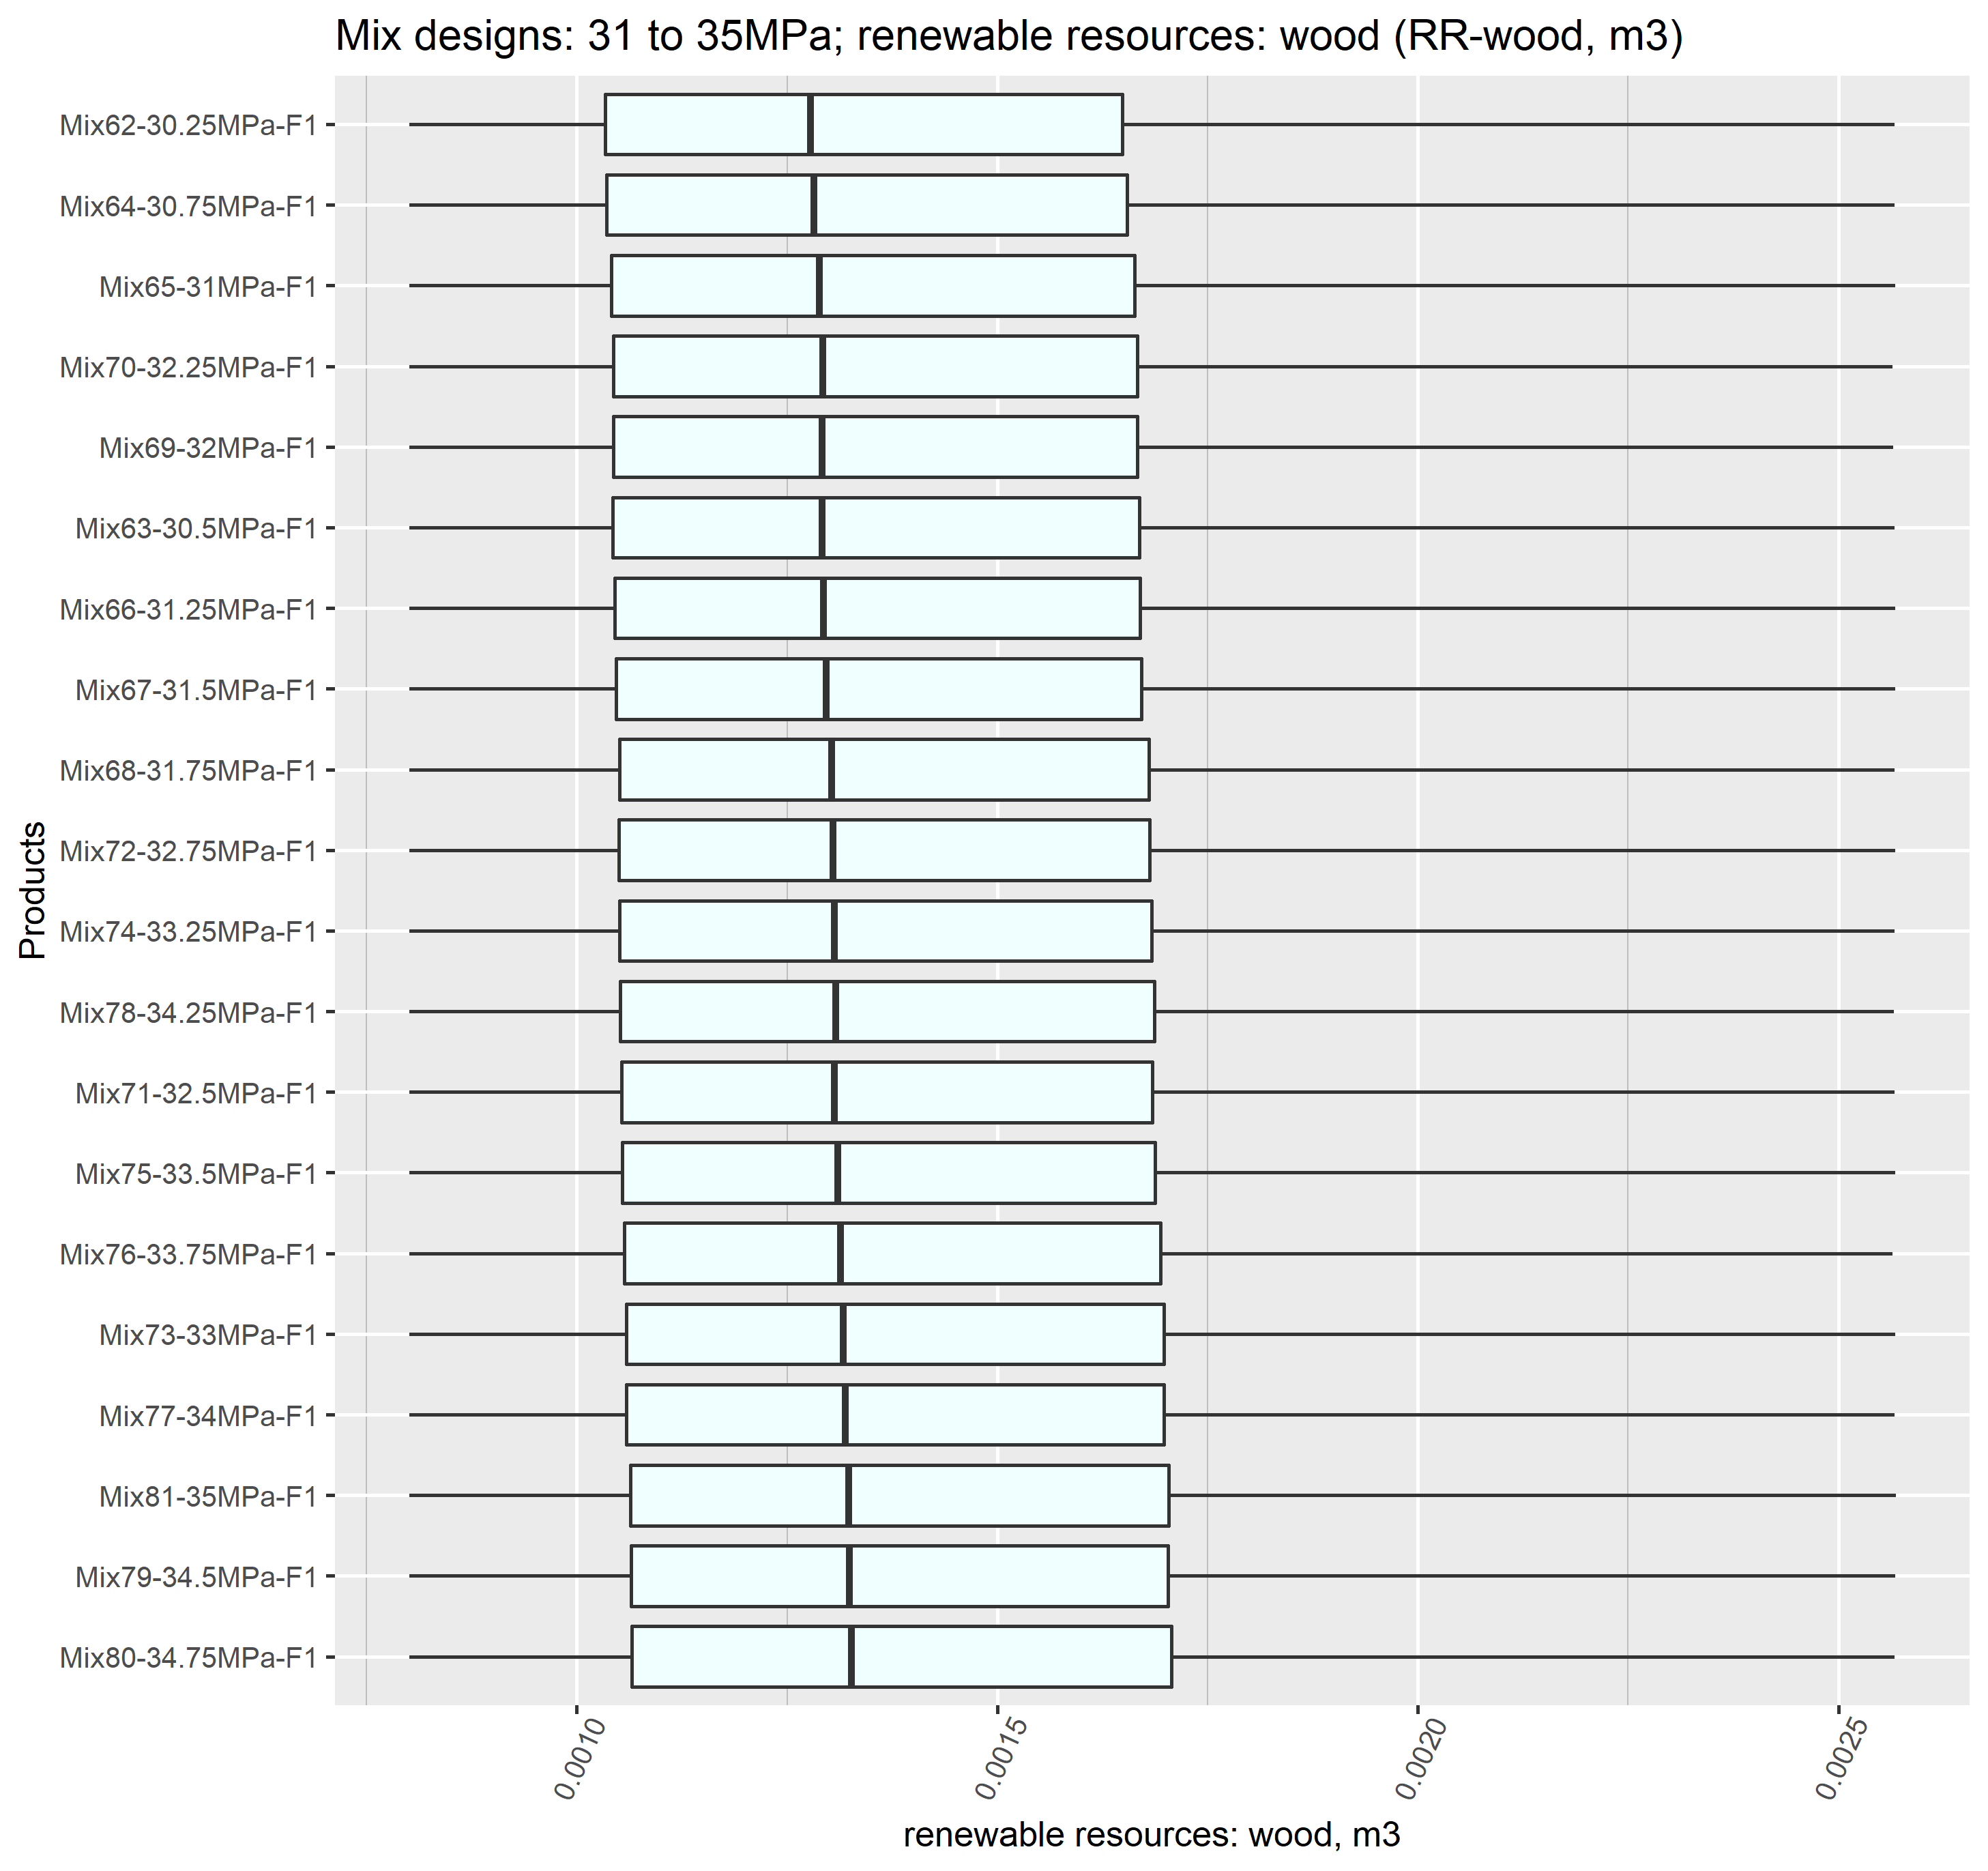 Mix designs: 31 to 35MPa; renewable resources: wood (RR-wood, m3)
Products
Mix62-30.25MPa-F1
Mix64-30.75MPa-F1
Mix65-31MPa-F1
Mix70-32.25MPa-F1
Mix69-32MPa-F1
Mix63-30.5MPa-F1
Mix66-31.25MPa-F1
Mix67-31.5MPa-F1
Mix68-31.75MPa-F1
Mix72-32.75MPa-F1
Mix74-33.25MPa-F1
Mix78-34.25MPa-F1
Mix71-32.5MPa-F1
Mix75-33.5MPa-F1
Mix76-33.75MPa-F1
Mix73-33MPa-F1
Mix77-34MPa-F1
Mix81-35MPa-F1
Mix79-34.5MPa-F1
Mix80-34.75MPa-F1
0.0010
0.0015
0.0020
0.0025
renewable resources: wood, m3